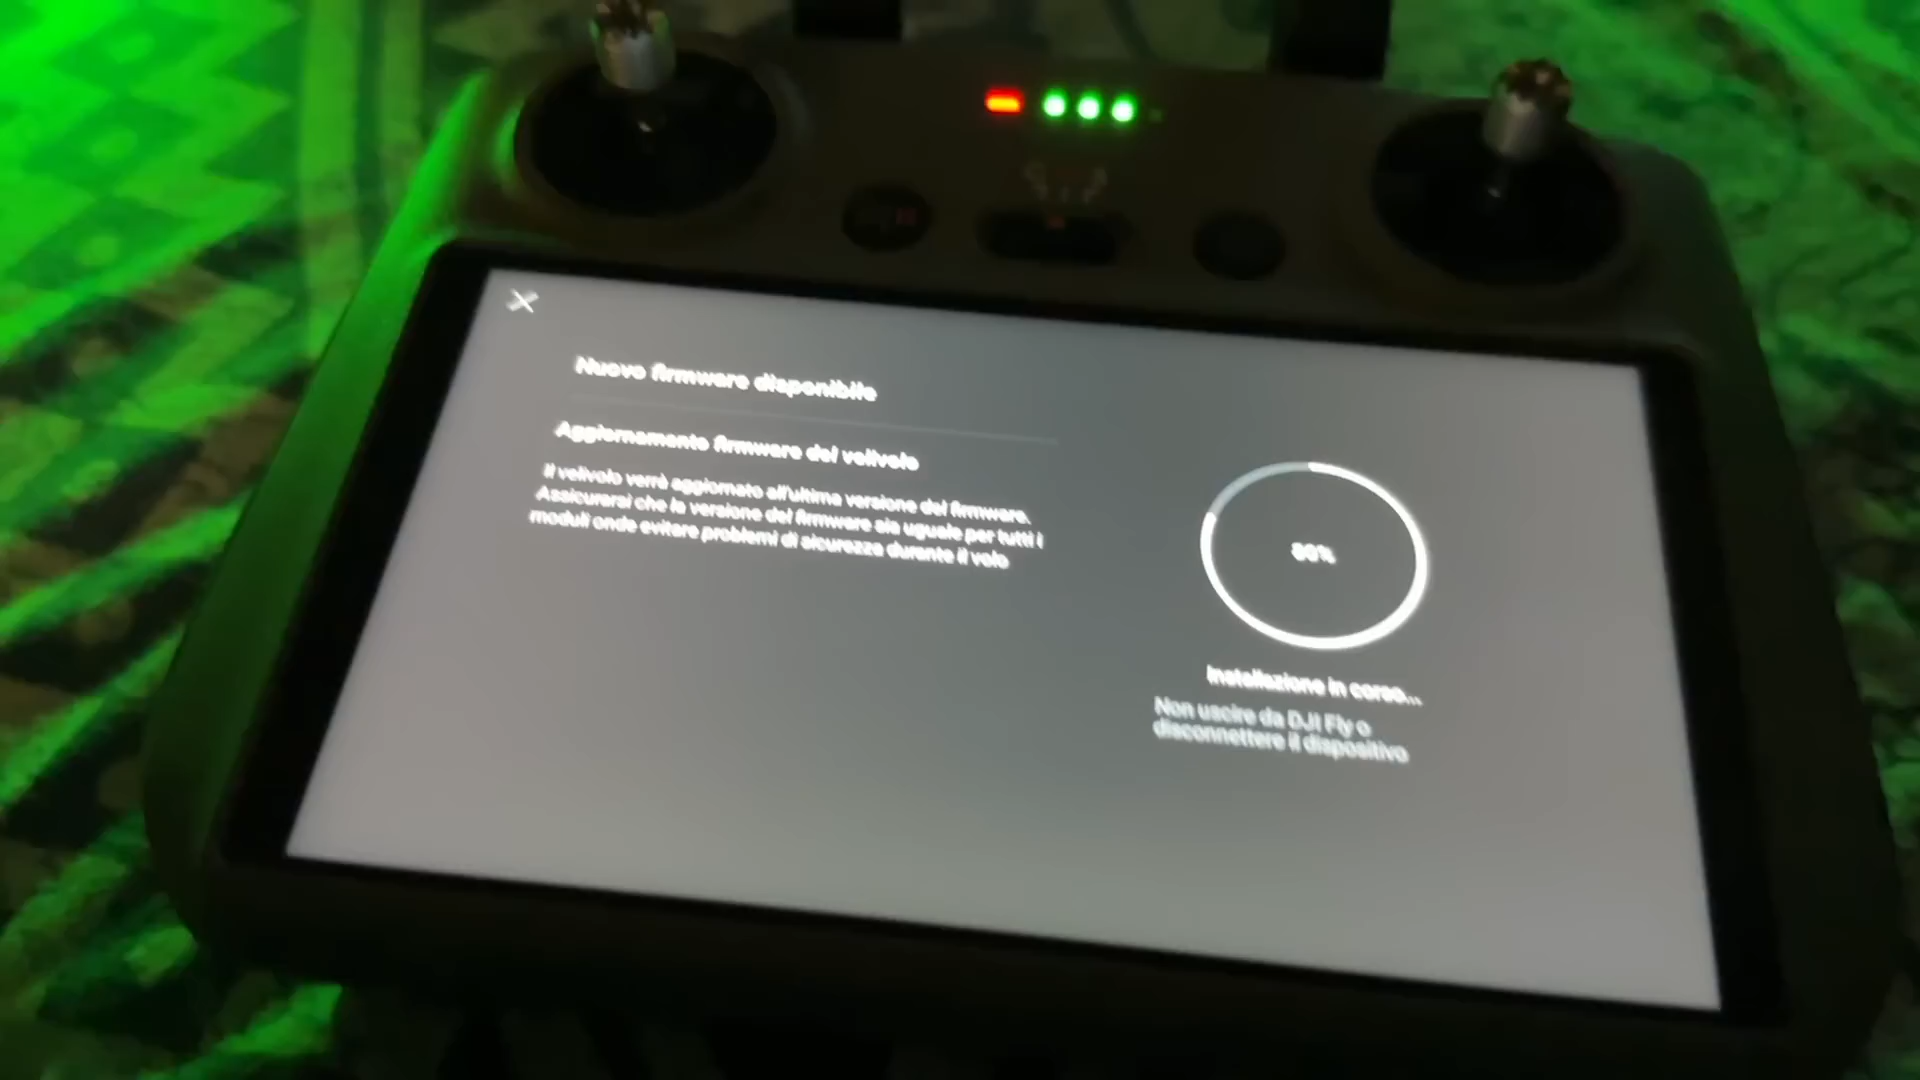 Nuovo firmware disponibile
Aggiornamento firmware del velivolo
Il velivolo verrà aggiornato all'ultima versione del firmware.
Assicurarsi che la versione del firmware sia uguale per tutti i
moduli onde evitare problemi di sicurezza durante il volo
80%
Installazione in corso...
Non uscire da DJI Fly o
disconnettere il dispositivo